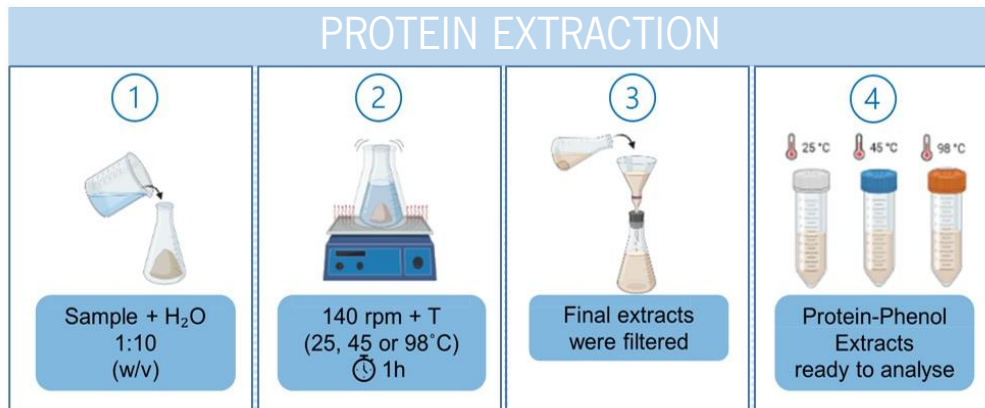 PROTEIN EXTRACTION
1
Sample + H₂O
1:10
(w/v)
2
140 rpm + T
(25, 45 or 98˚C)
⏱ 1h
3
Final extracts
were filtered
4
25 °C
45 °C
98 °C
Protein-Phenol
Extracts
ready to analyse